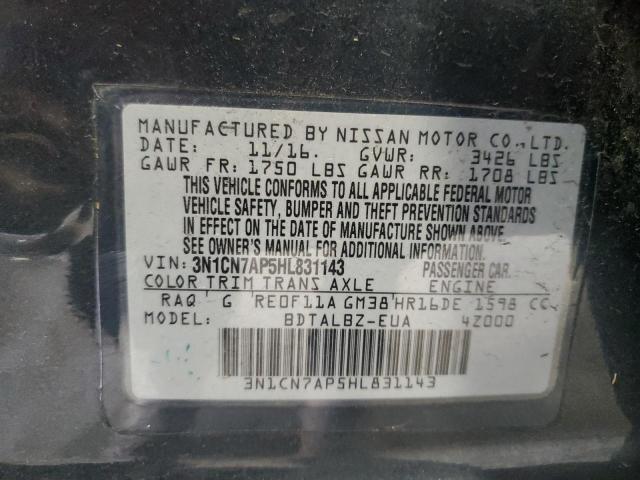 MANUFACTURED BY NISSAN MOTOR CO., LTD.
DATE: 11/16. GVWR: 3426 LBS
GAWR FR: 1750 LBS GAWR RR: 1708 LBS
THIS VEHICLE CONFORMS TO ALL APPLICABLE FEDERAL MOTOR
VEHICLE SAFETY, BUMPER AND THEFT PREVENTION STANDARDS
IN EFFECT ON THE DATE OF MANUFACTURE SHOWN ABOVE.
SEE OWNER'S MANUAL FOR ADDITIONAL INFORMATION.
VIN: 3N1CN7AP5HL831143 PASSENGER CAR.
COLOR TRIM TRANS AXLE ENGINE
RAQ G RE0F11A GM38 HR16DE 1598 CC
MODEL: BDTALBZ-EUA 4Z000
3N1CN7AP5HL831143